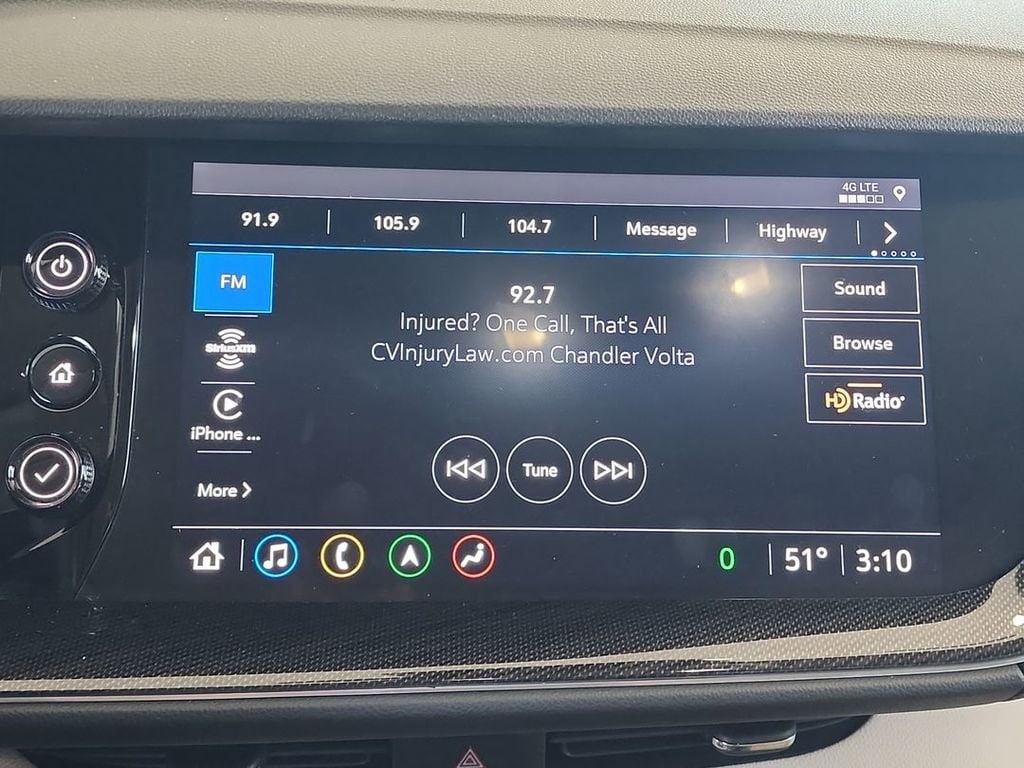 4G LTE
91.9 105.9 104.7 Message Highway
FM
92.7
Sound
Injured? One Call, That's All
SiriusXM
CVInjuryLaw.com Chandler Volta
Browse
HD Radio
iPhone ...
Tune
More
0 51° 3:10